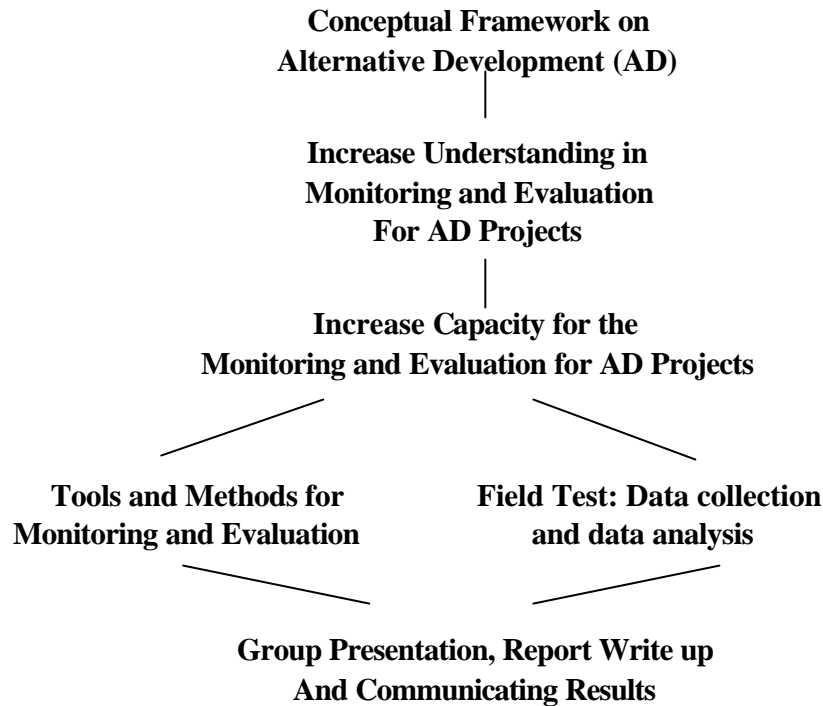 Conceptual Framework on
Alternative Development (AD)
Increase Understanding in
Monitoring and Evaluation
For AD Projects
Increase Capacity for the
Monitoring and Evaluation for AD Projects
Tools and Methods for
Monitoring and Evaluation
Field Test: Data collection
and data analysis
Group Presentation, Report Write up
And Communicating Results